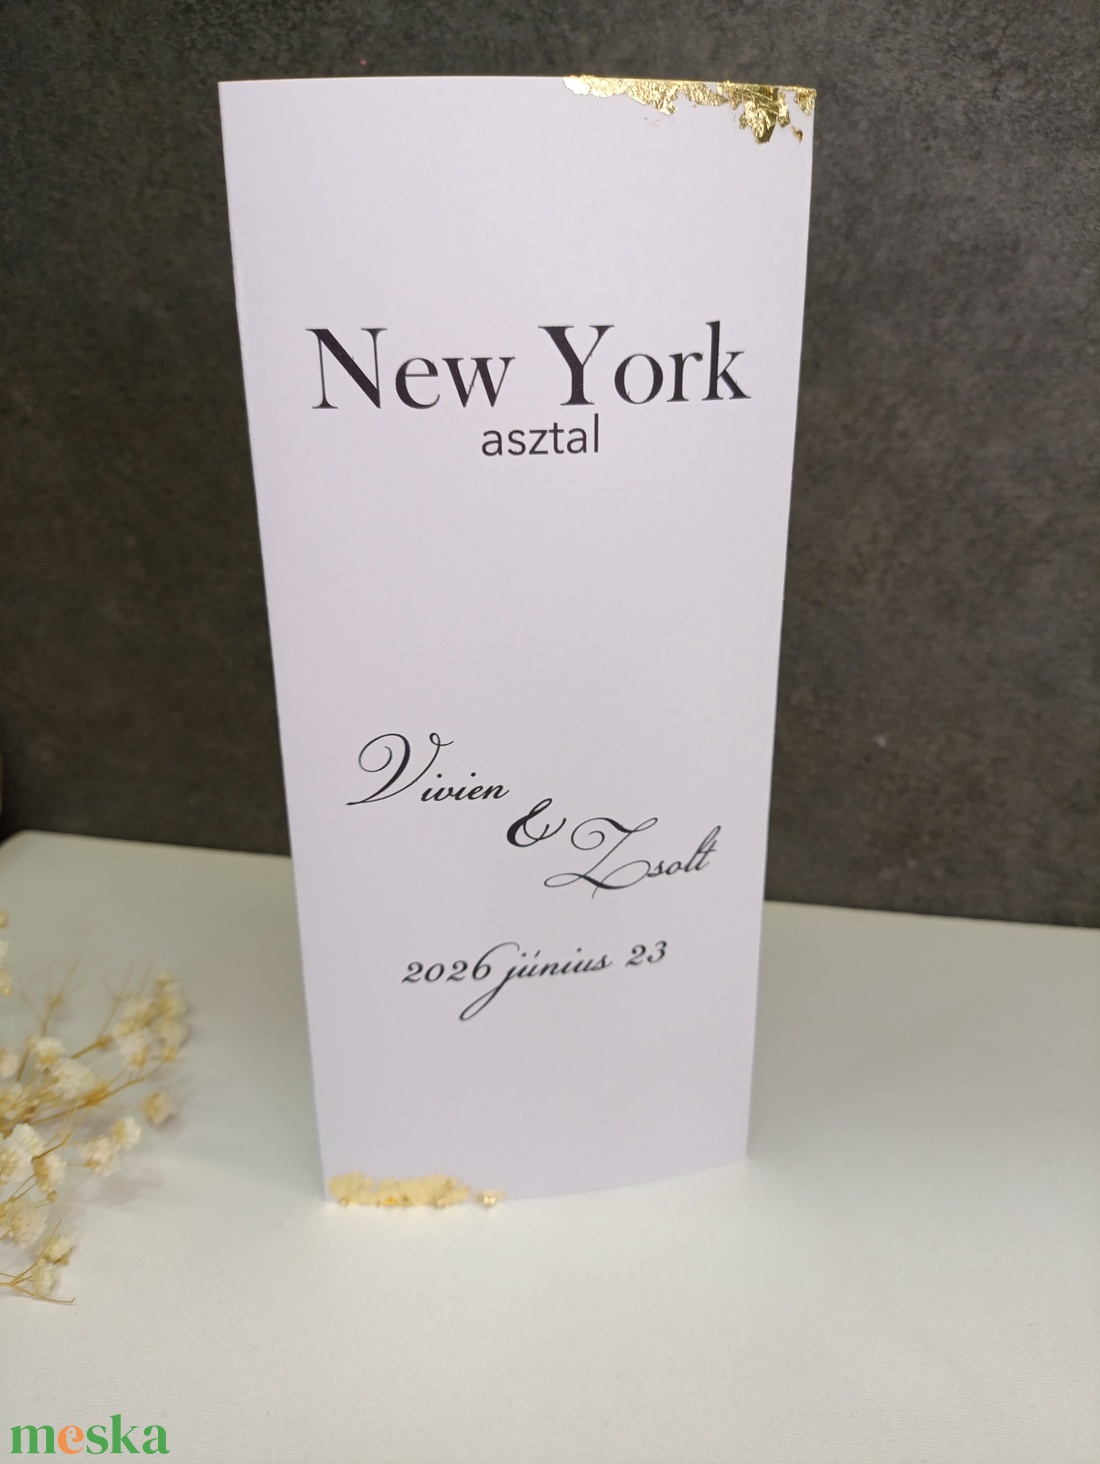 New York
asztal
Vivien
&
Zsolt
2026 június 23
meska